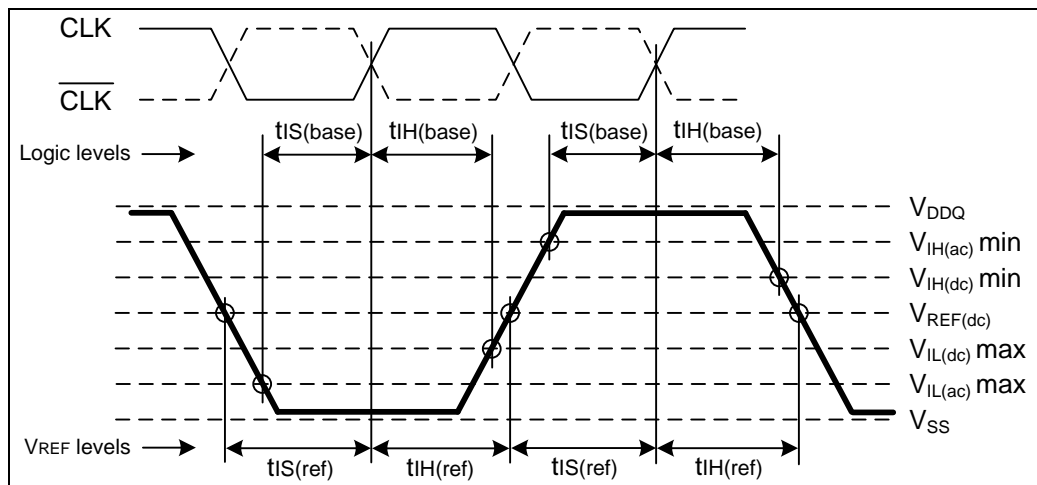 CLK
CLK
tIS(base) tIH(base) tIS(base) tIH(base)
Logic levels
VDDQ
VIH(ac) min
VIH(dc) min
VREF(dc)
VIL(dc) max
VIL(ac) max
VSS
VREF levels
tIS(ref) tIH(ref) tIS(ref) tIH(ref)